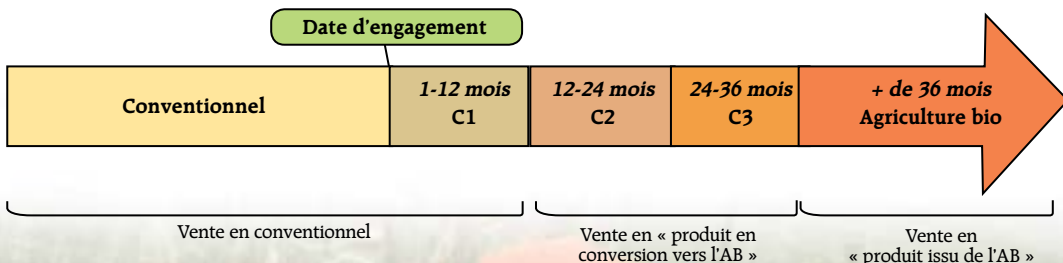 Date d'engagement
Conventionnel
1-12 mois
C1
12-24 mois
C2
24-36 mois
C3
+ de 36 mois
Agriculture bio
Vente en conventionnel
Vente en « produit en
conversion vers l'AB »
Vente en
« produit issu de l'AB »